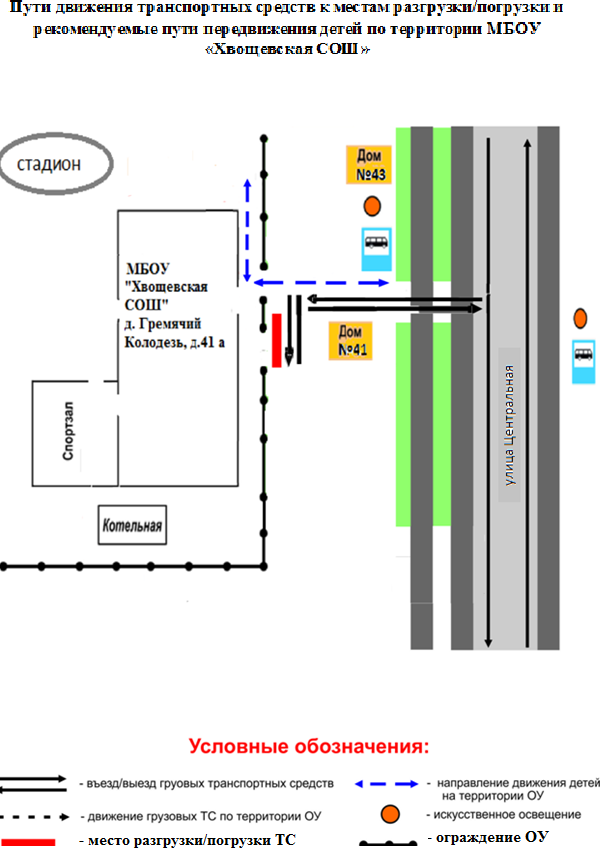 Пути движения транспортных средств к местам разгрузки/погрузки и
рекомендуемые пути передвижения детей по территории МБОУ
«Хвощевская СОШ»
стадион
Дом
№43
МБОУ
"Хвощевская
СОШ"
д. Гремячий
Колодезь, д.41 а
Дом
№41
улица Центральная
Спортзал
Котельная
Условные обозначения:
- въезд/выезд груовых транспортных средств
- направление движения детей
на территории ОУ
- движение грузовых ТС по территории ОУ
- искусственное освещение
- место разгрузки/погрузки ТС
- ограждение ОУ